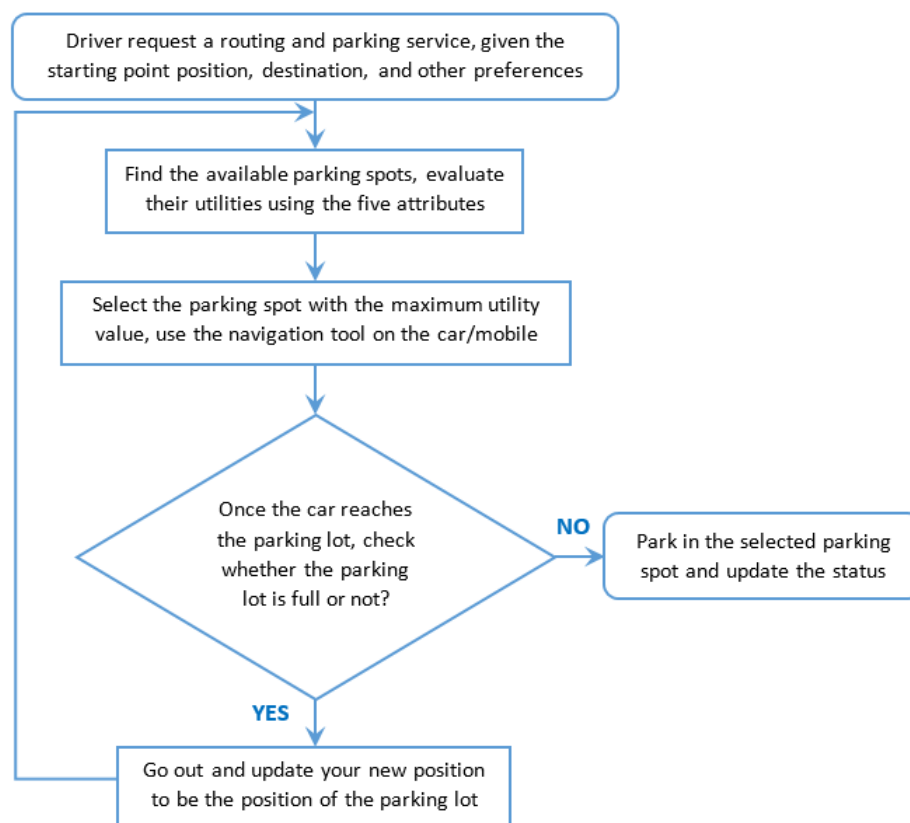 Driver request a routing and parking service, given the
starting point position, destination, and other preferences
Find the available parking spots, evaluate
their utilities using the five attributes
Select the parking spot with the maximum utility
value, use the navigation tool on the car/mobile
Once the car reaches
the parking lot, check
whether the parking
lot is full or not?
NO
Park in the selected parking
spot and update the status
YES
Go out and update your new position
to be the position of the parking lot